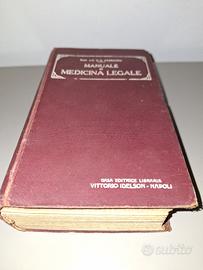 MANUALE
DI
MEDICINA LEGALE
CASA EDITRICE LIBRARIA
VITTORIO IDELSON - NAPOLI
subito